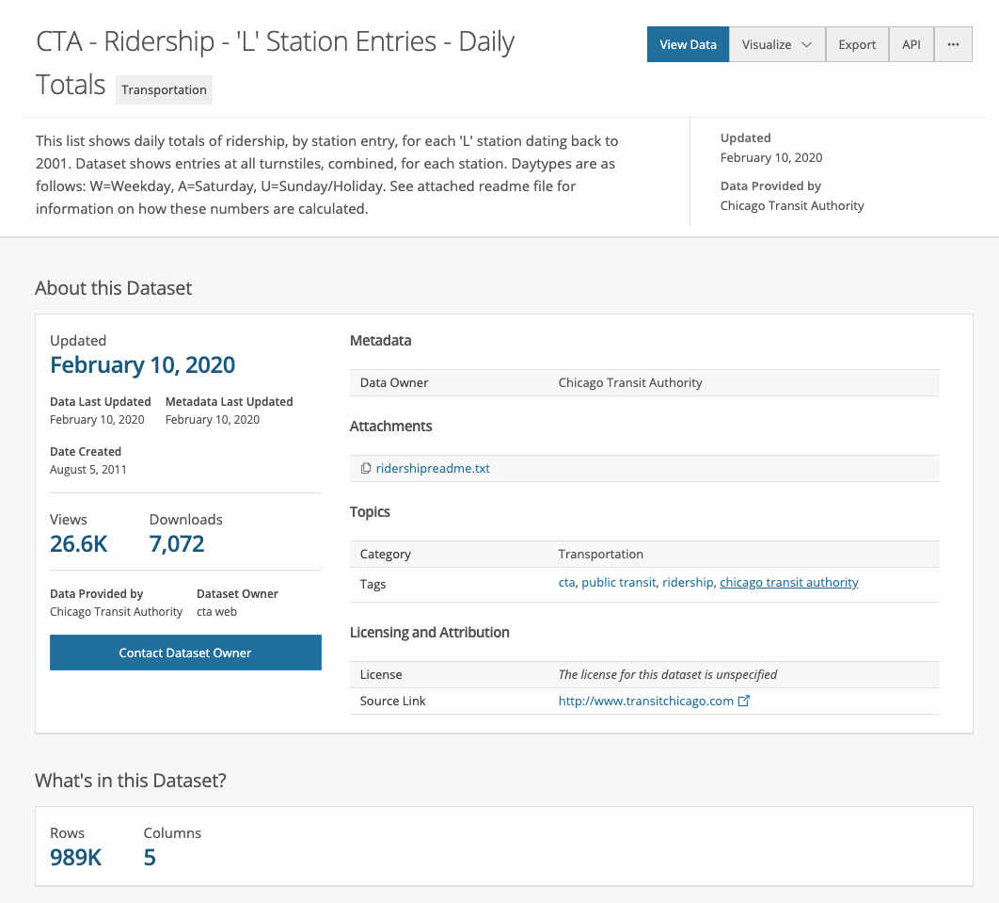 CTA - Ridership - 'L' Station Entries - Daily
Totals Transportation
View Data Visualize Export API ...
This list shows daily totals of ridership, by station entry, for each 'L' station dating back to
2001. Dataset shows entries at all turnstiles, combined, for each station. Daytypes are as
follows: W=Weekday, A=Saturday, U=Sunday/Holiday. See attached readme file for
information on how these numbers are calculated.
Updated
February 10, 2020
Data Provided by
Chicago Transit Authority
About this Dataset
Updated
February 10, 2020
Data Last Updated Metadata Last Updated
February 10, 2020 February 10, 2020
Date Created
August 5, 2011
Views Downloads
26.6K 7,072
Data Provided by Dataset Owner
Chicago Transit Authority cta web
Contact Dataset Owner
Metadata
Data Owner Chicago Transit Authority
Attachments
ridershipreadme.txt
Topics
Category Transportation
Tags cta, public transit, ridership, chicago transit authority
Licensing and Attribution
License The license for this dataset is unspecified
Source Link http://www.transitchicago.com
What's in this Dataset?
Rows Columns
989K 5